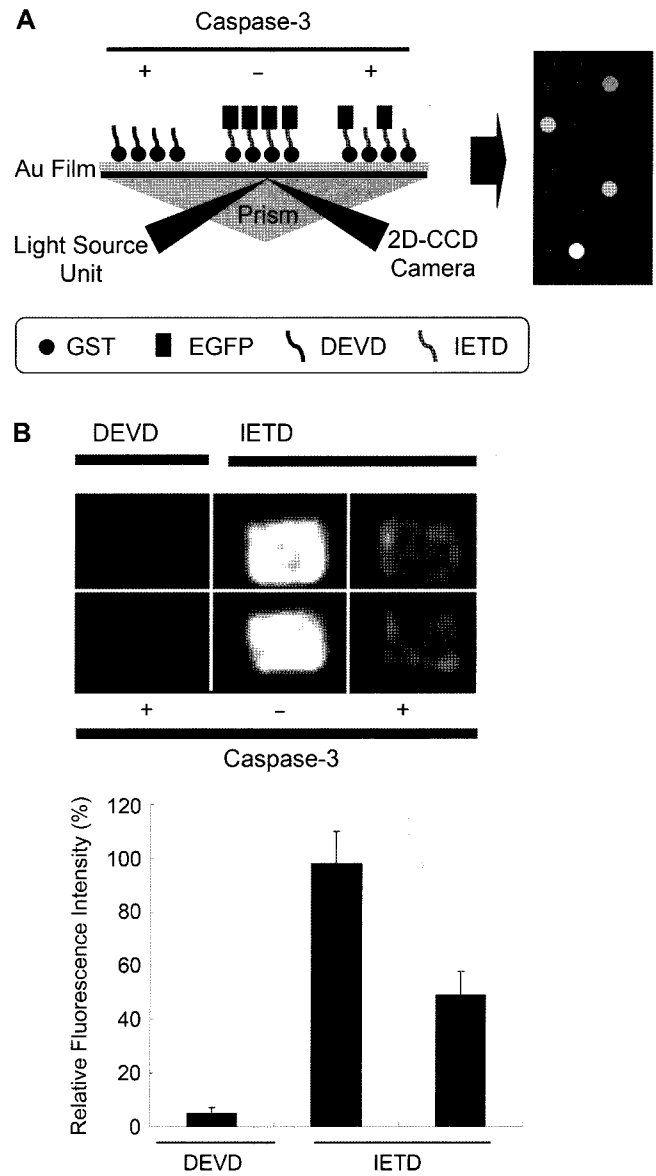 A
Caspase-3
+ – +
Au Film
Prism
Light Source
Unit
2D-CCD
Camera
GST EGFP DEVD IETD
B
DEVD IETD
+ – +
Caspase-3
Relative Fluorescence Intensity (%)
120
100
80
60
40
20
0
DEVD IETD